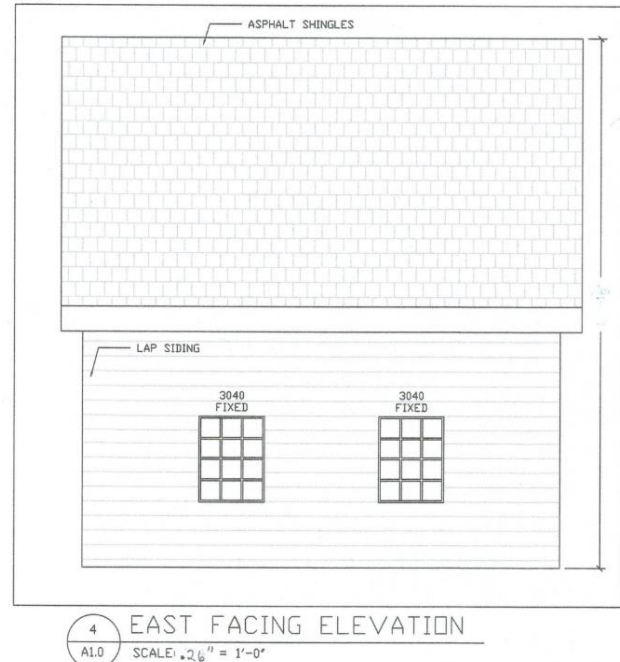 ASPHALT SHINGLES
LAP SIDING
3040
FIXED
3040
FIXED
4
A1.0
EAST FACING ELEVATION
SCALE: .26" = 1'-0"